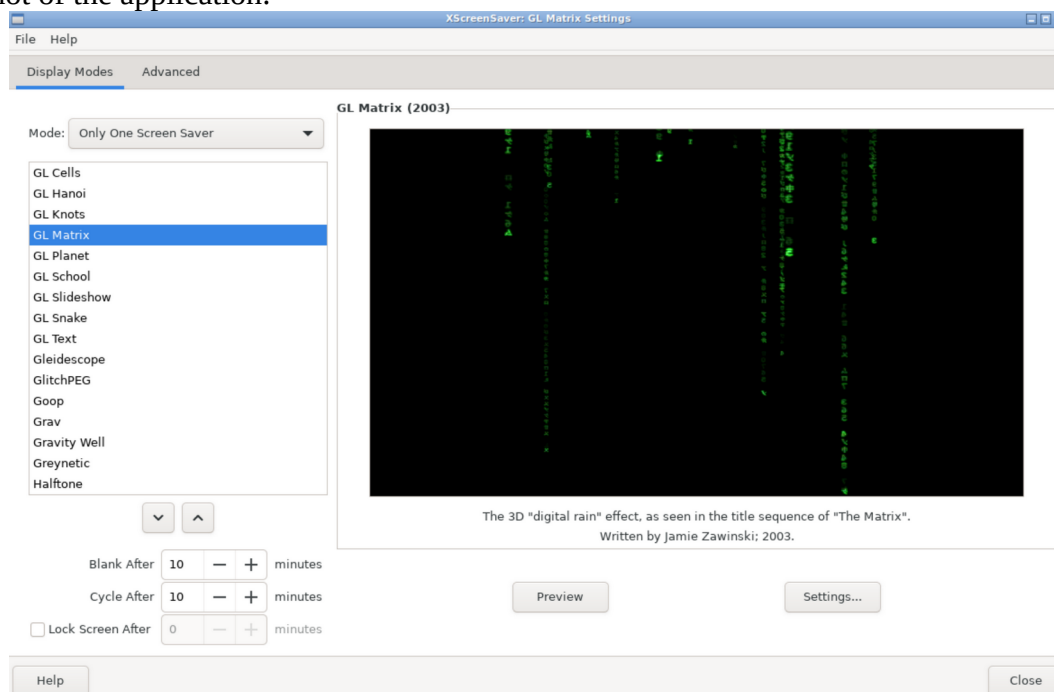 not of the application.
XScreenSaver: GL Matrix Settings
File Help
Display Modes Advanced
GL Matrix (2003)
Mode: Only One Screen Saver
GL Cells
GL Hanoi
GL Knots
GL Matrix
GL Planet
GL School
GL Slideshow
GL Snake
GL Text
Gleidescope
GlitchPEG
Goop
Grav
Gravity Well
Greynetic
Halftone
The 3D "digital rain" effect, as seen in the title sequence of "The Matrix".
Written by Jamie Zawinski; 2003.
Blank After 10 minutes
Cycle After 10 minutes
Lock Screen After 0 minutes
Preview Settings...
Help Close